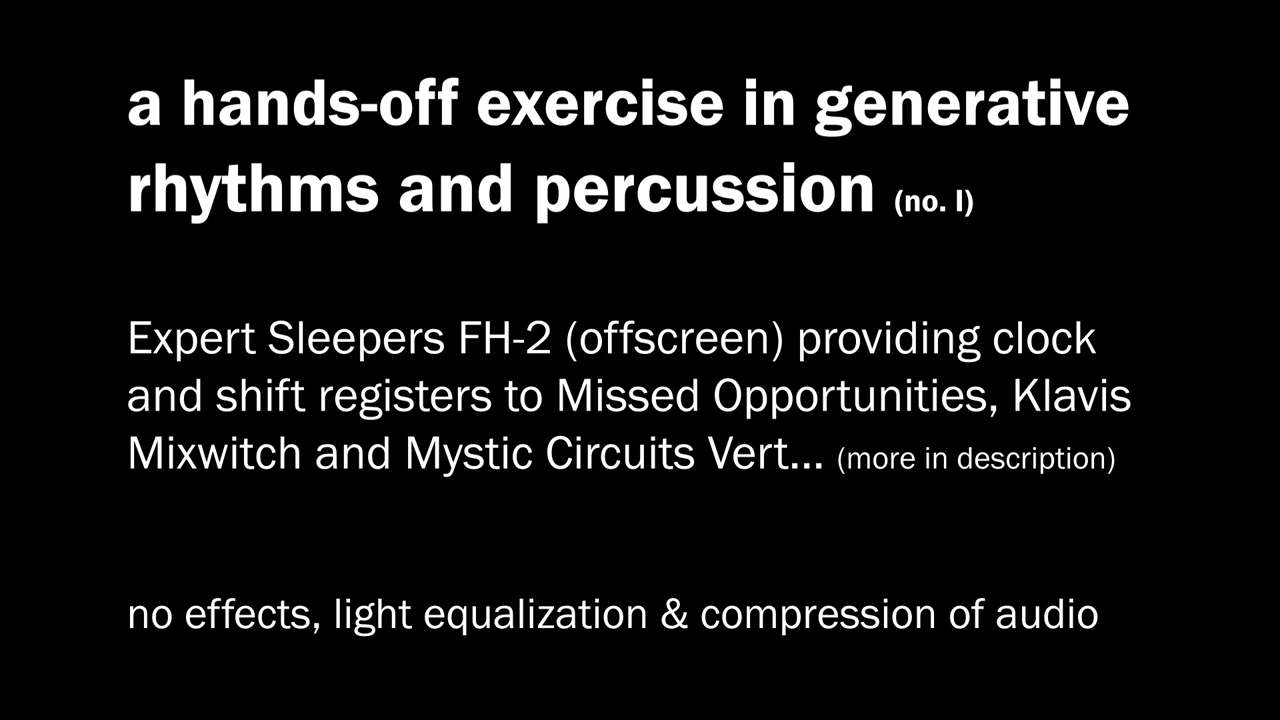 a hands-off exercise in generative
rhythms and percussion (no. I)
Expert Sleepers FH-2 (offscreen) providing clock
and shift registers to Missed Opportunities, Klavis
Mixwitch and Mystic Circuits Vert... (more in description)
no effects, light equalization & compression of audio